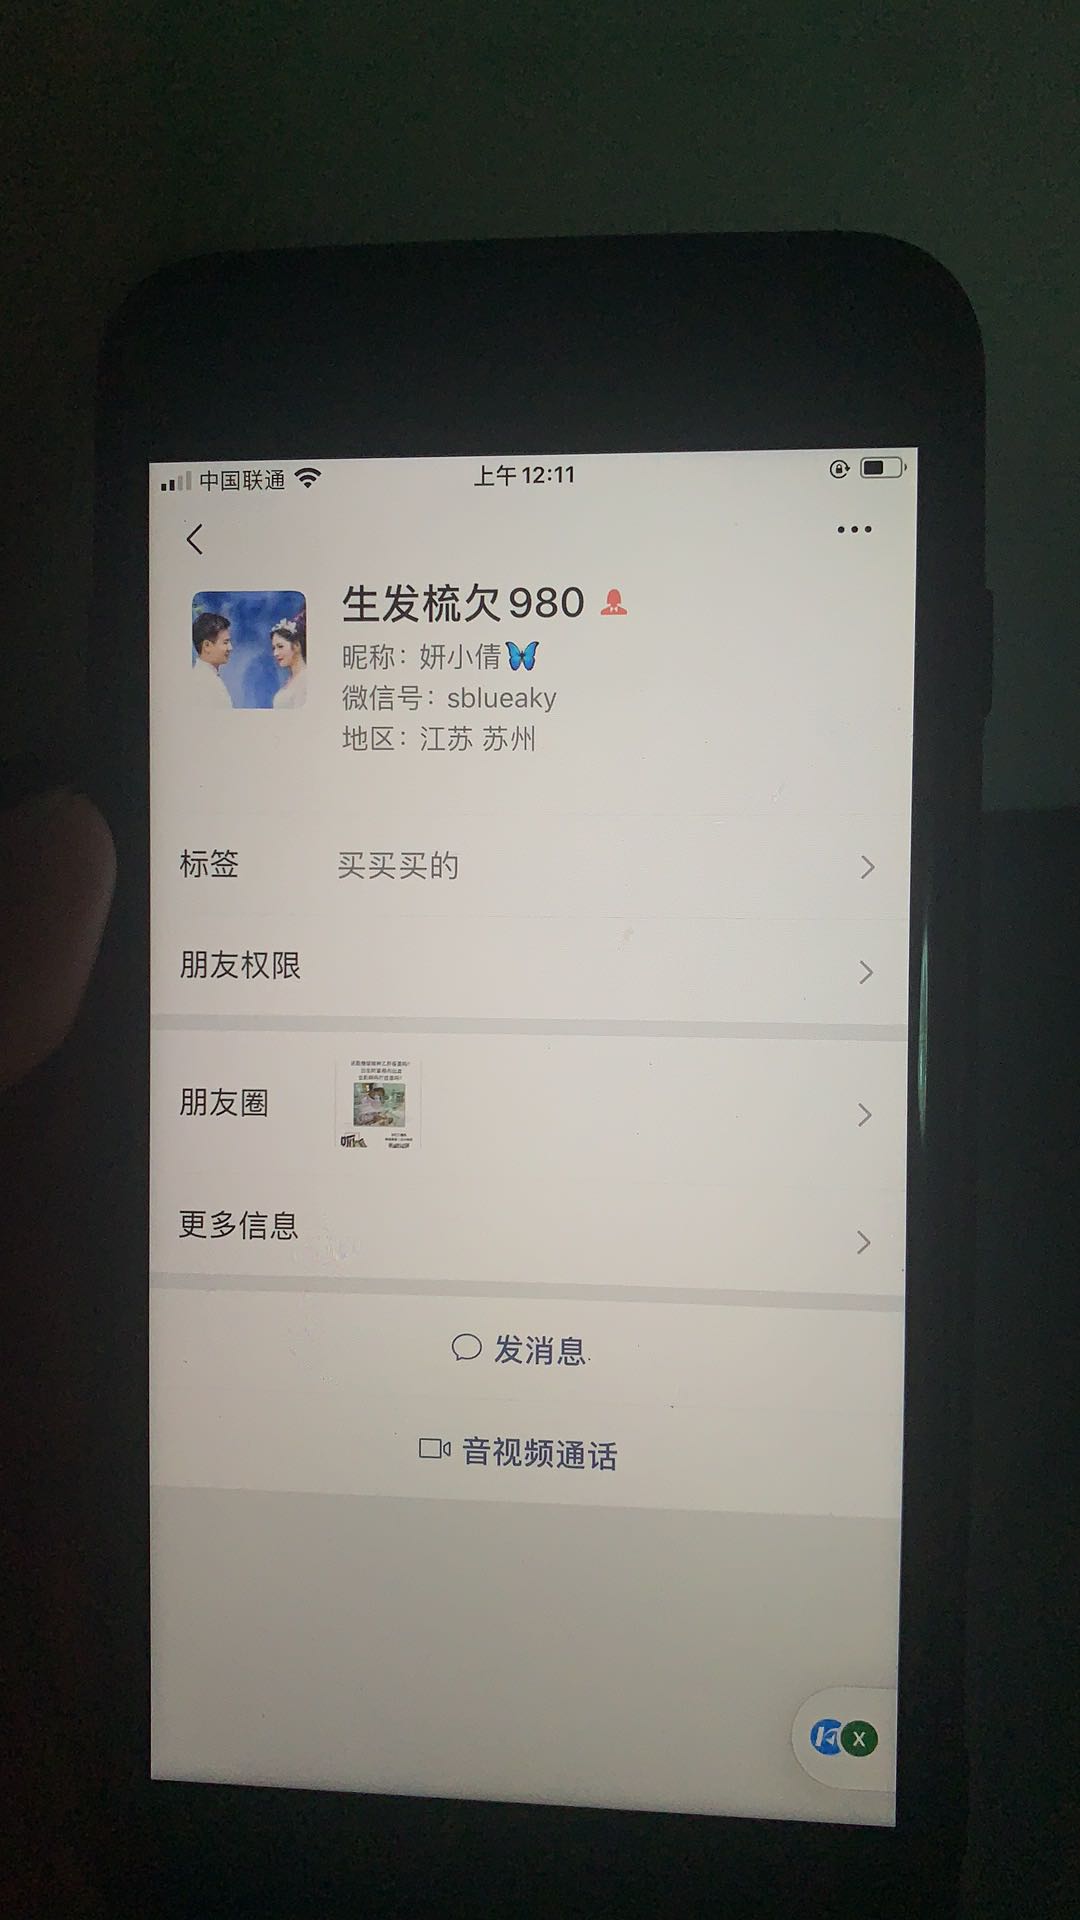 中国联通
上午12:11
生发梳欠980
昵称：妍小倩
微信号：sblueaky
地区：江苏 苏州
标签
买买买的
朋友权限
朋友圈
更多信息
发消息
音视频通话
X